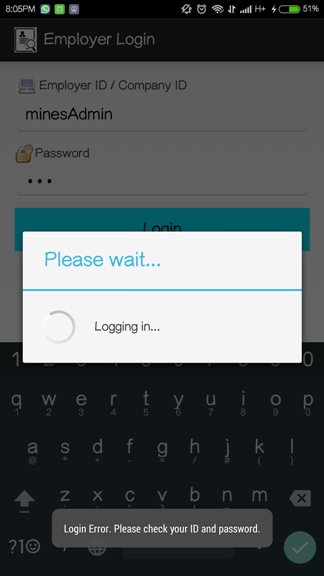 8:05PM H+ 51%
Employer Login
Employer ID / Company ID
minesAdmin
Password
Login
Please wait...
Logging in...
q w e r t y u i o p
1 2 3 4 5 6 7 8 9 0
a s d f g h j k l
@ * + - = / # ( )
z x c v b n m
Login Error. Please check your ID and password.
?1☺